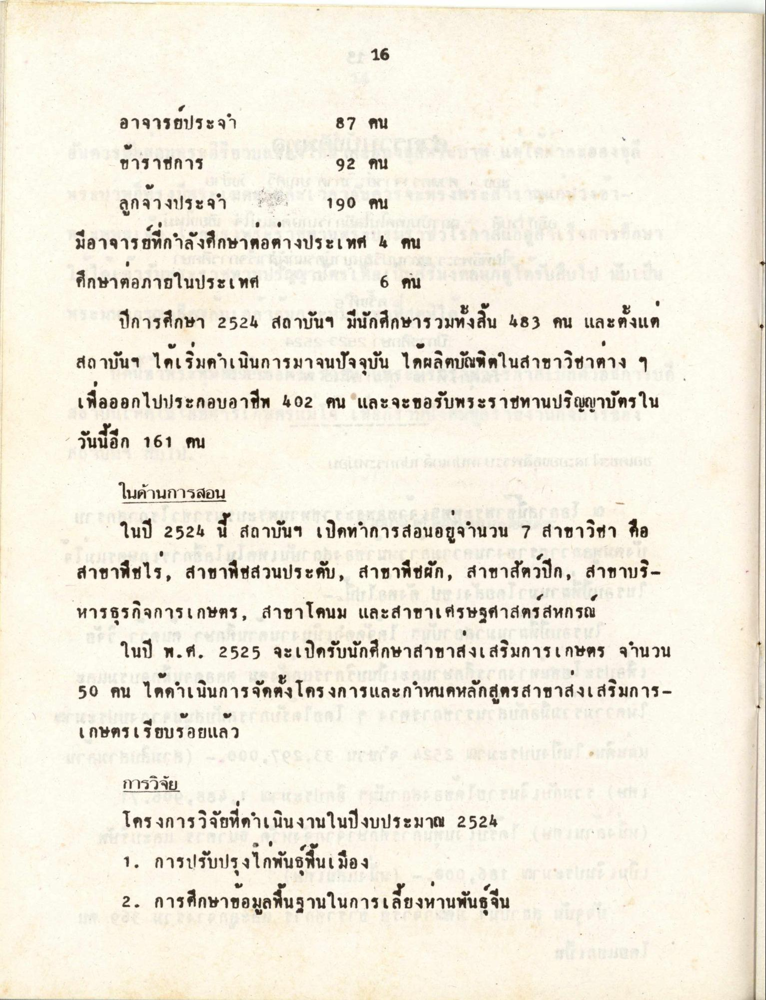 16
อาจารย์ประจำ 87 คน
ข้าราชการ 92 คน
ลูกจ้างประจำ 190 คน
มีอาจารย์ที่กำลังศึกษาต่อต่างประเทศ 4 คน
ศึกษาต่อภายในประเทศ 6 คน
ปีการศึกษา 2524 สถาบันฯ มีนักศึกษารวมทั้งสิ้น 483 คน และตั้งแต่
สถาบันฯ ได้เริ่มดำเนินการมาจนปัจจุบัน ได้ผลิตบัณฑิตในสาขาวิชาต่าง ๆ
เพื่อออกไปประกอบอาชีพ 402 คน และจะขอรับพระราชทานปริญญาบัตรใน
วันนี้อีก 161 คน
ในด้านการสอน
ในปี 2524 นี้ สถาบันฯ เปิดทำการสอนอยู่จำนวน 7 สาขาวิชา คือ
สาขาพืชไร่, สาขาพืชสวนประดับ, สาขาพืชผัก, สาขาสัตว์ปีก, สาขาบริ-
หารธุรกิจการเกษตร, สาขาโคนม และสาขาเศรษฐศาสตร์สหกรณ์
ในปี พ.ศ. 2525 จะเปิดรับนักศึกษาสาขาส่งเสริมการเกษตร จำนวน
50 คน ได้ดำเนินการจัดตั้งโครงการและกำหนดหลักสูตรสาขาส่งเสริมการ-
เกษตรเรียบร้อยแล้ว
การวิจัย
โครงการวิจัยที่ดำเนินงานในปีงบประมาณ 2524
1. การปรับปรุงไก่พันธุ์พื้นเมือง
2. การศึกษาข้อมูลพื้นฐานในการเลี้ยงห่านพันธุ์จีน